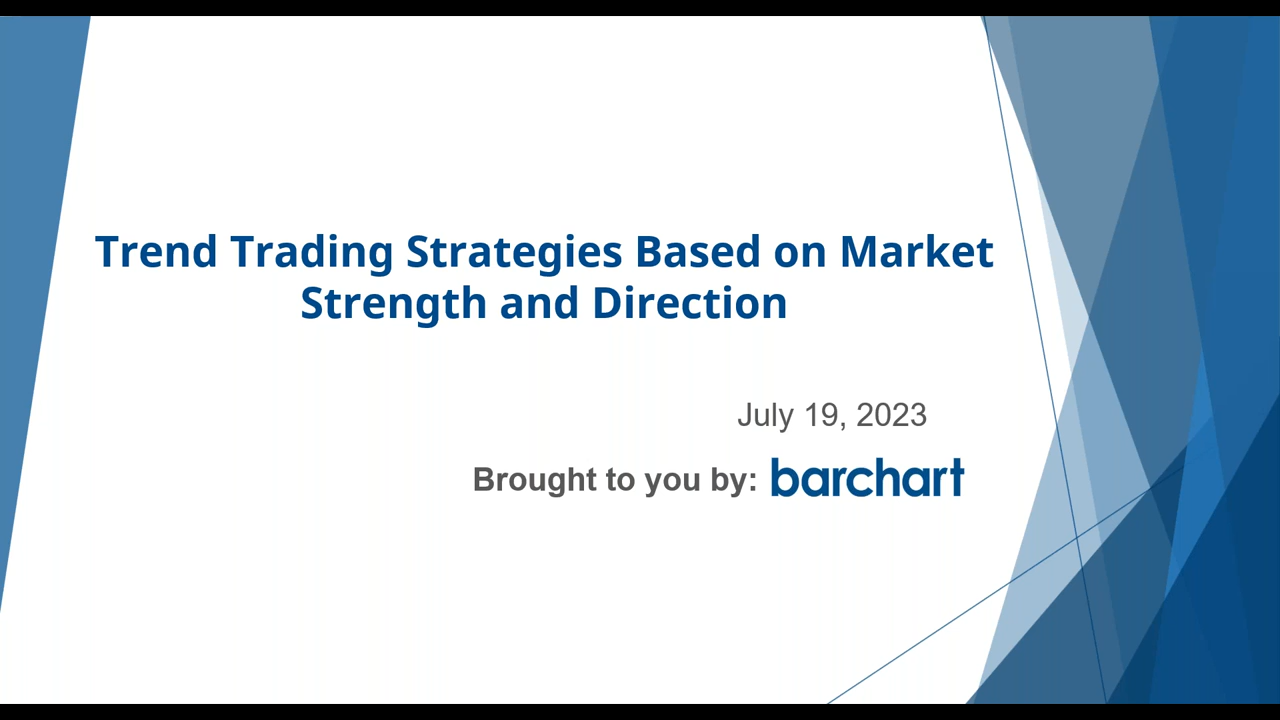 Trend Trading Strategies Based on Market
Strength and Direction
July 19, 2023
Brought to you by: barchart